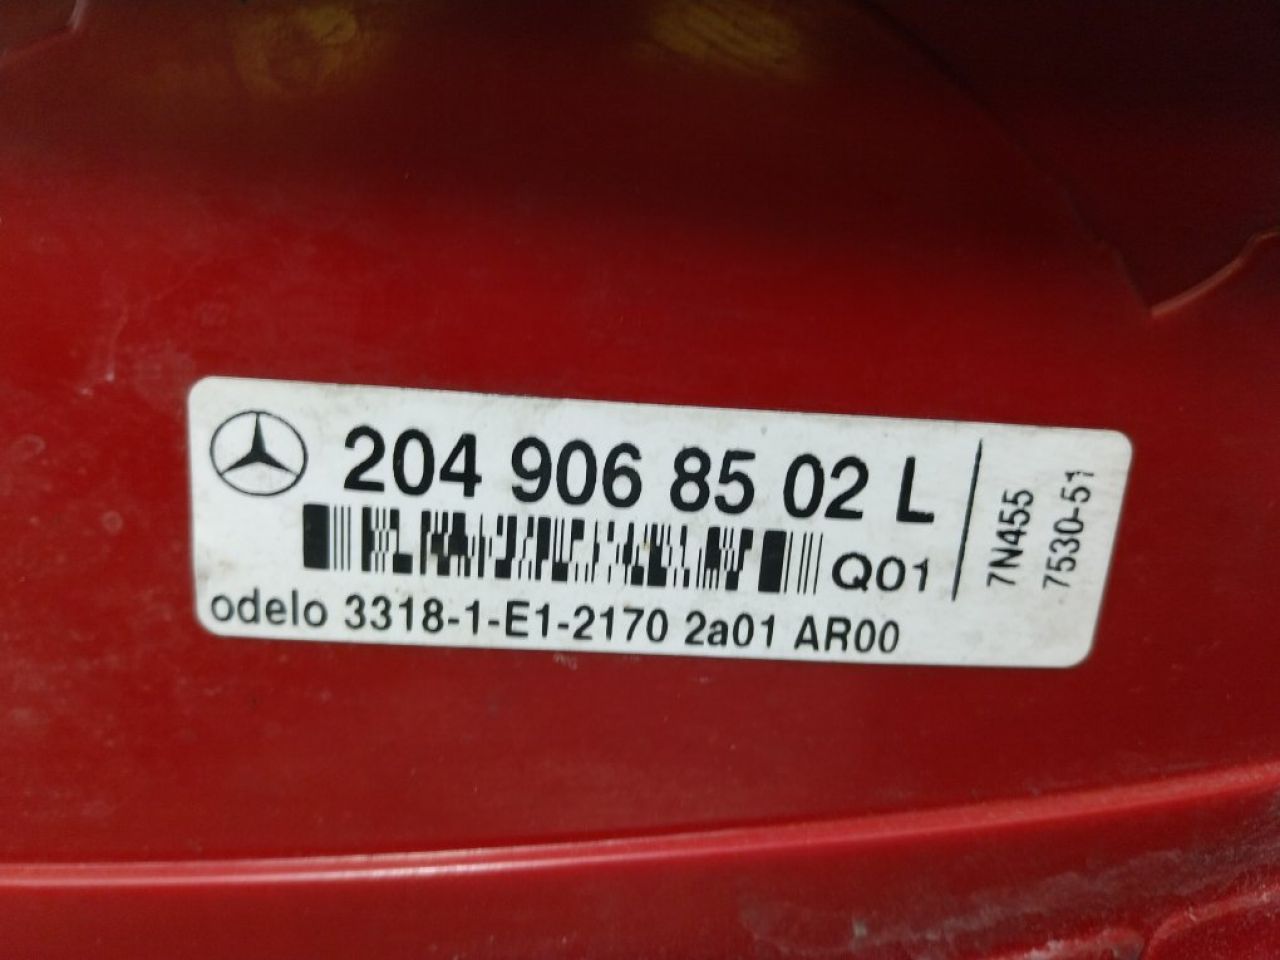 204 906 85 02 L
Q01
odelo 3318-1-E1-2170 2a01 AR00
7N455
7530-51